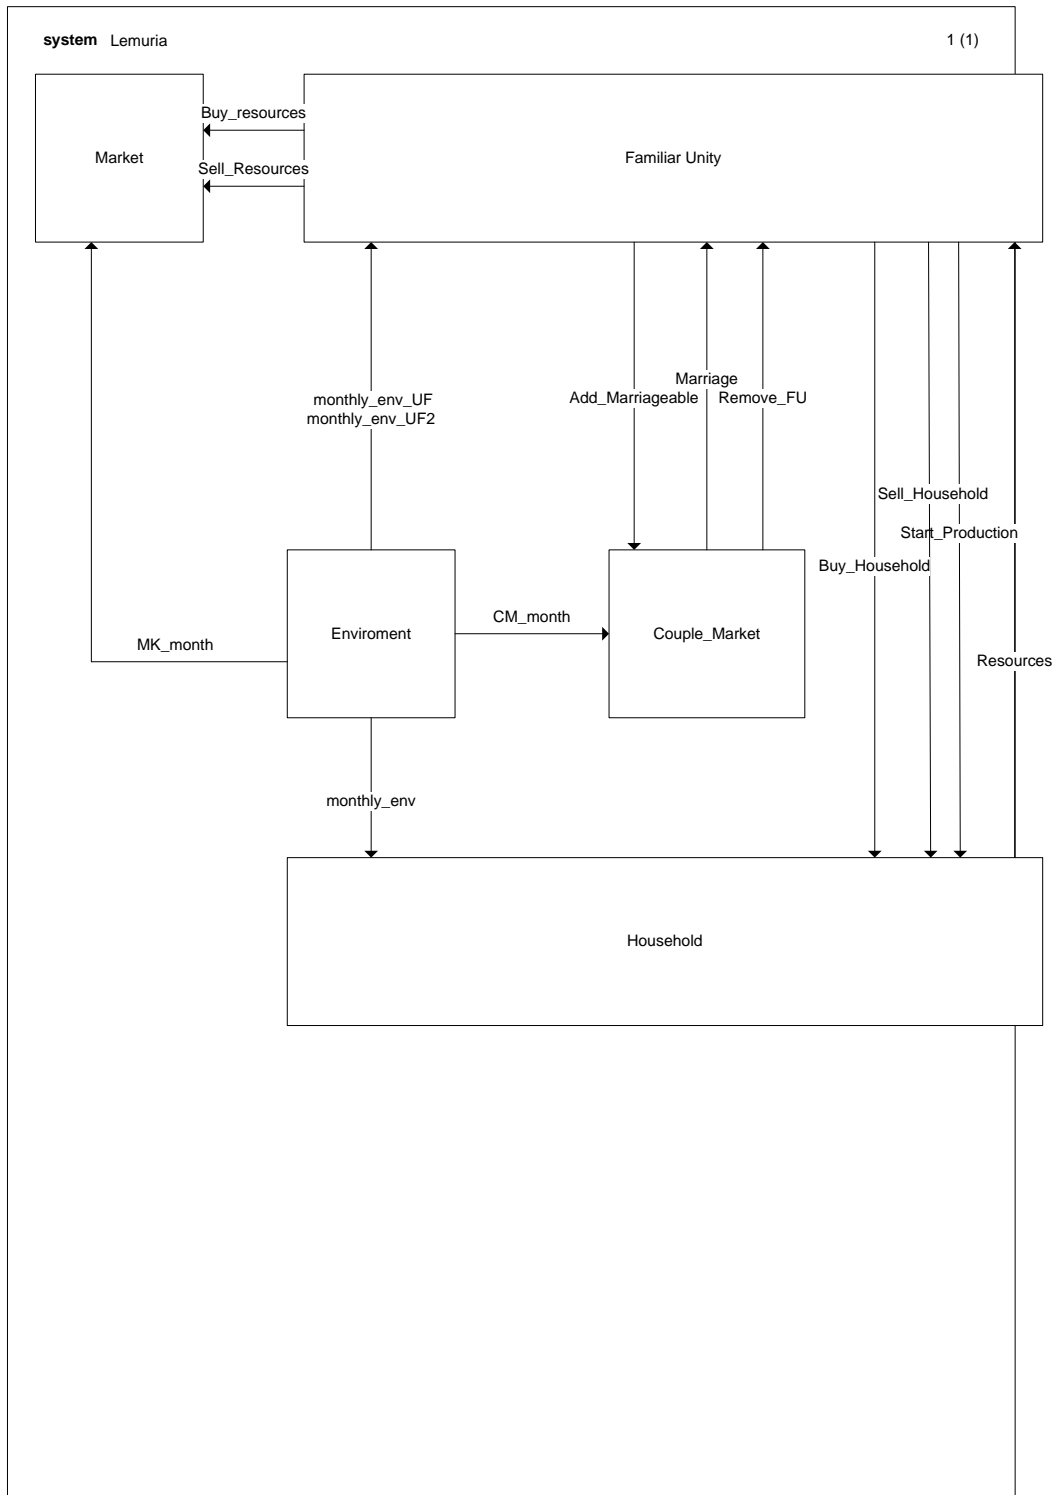 system Lemuria
1 (1)
Buy_resources
Market
Familiar Unity
Sell_Resources
Marriage
monthly_env_UF
Add_Marriageable
Remove_FU
monthly_env_UF2
Sell_Household
Start_Production
Buy_Household
CM_month
Enviroment
Couple_Market
MK_month
Resources
monthly_env
Household